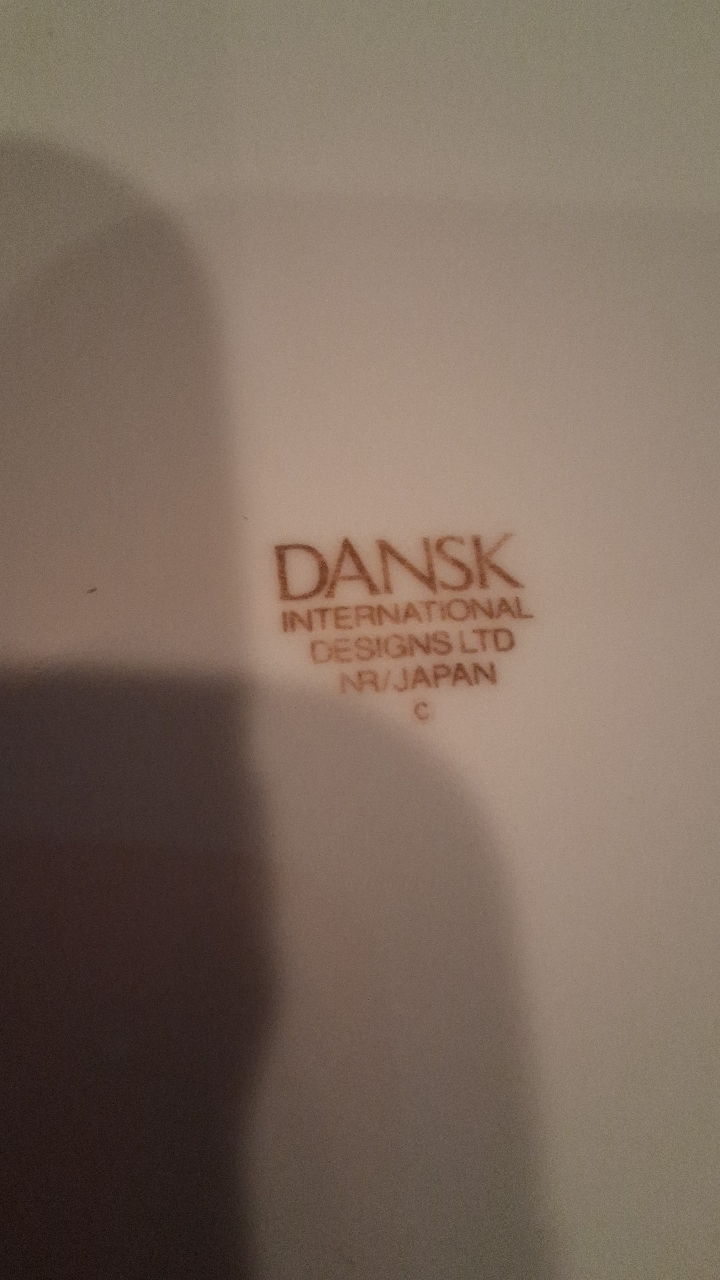 DANSK
INTERNATIONAL
DESIGNS LTD
NR/JAPAN
C